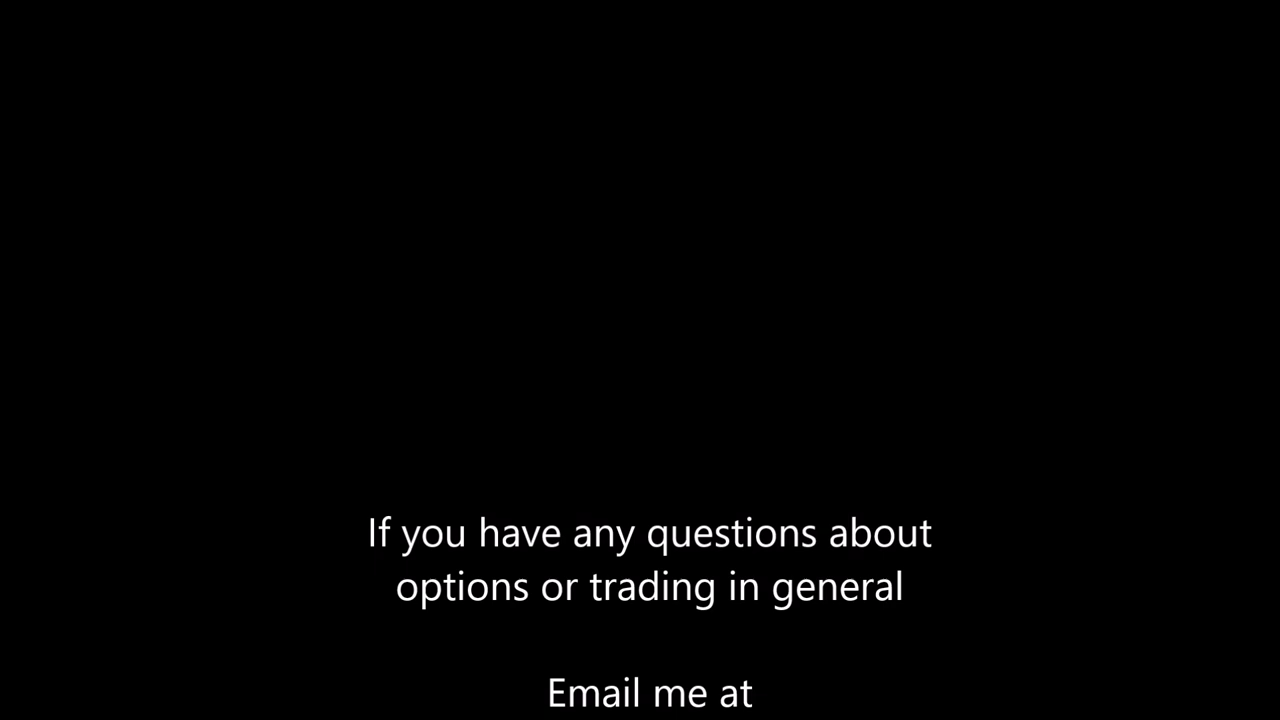 If you have any questions about
options or trading in general
Email me at